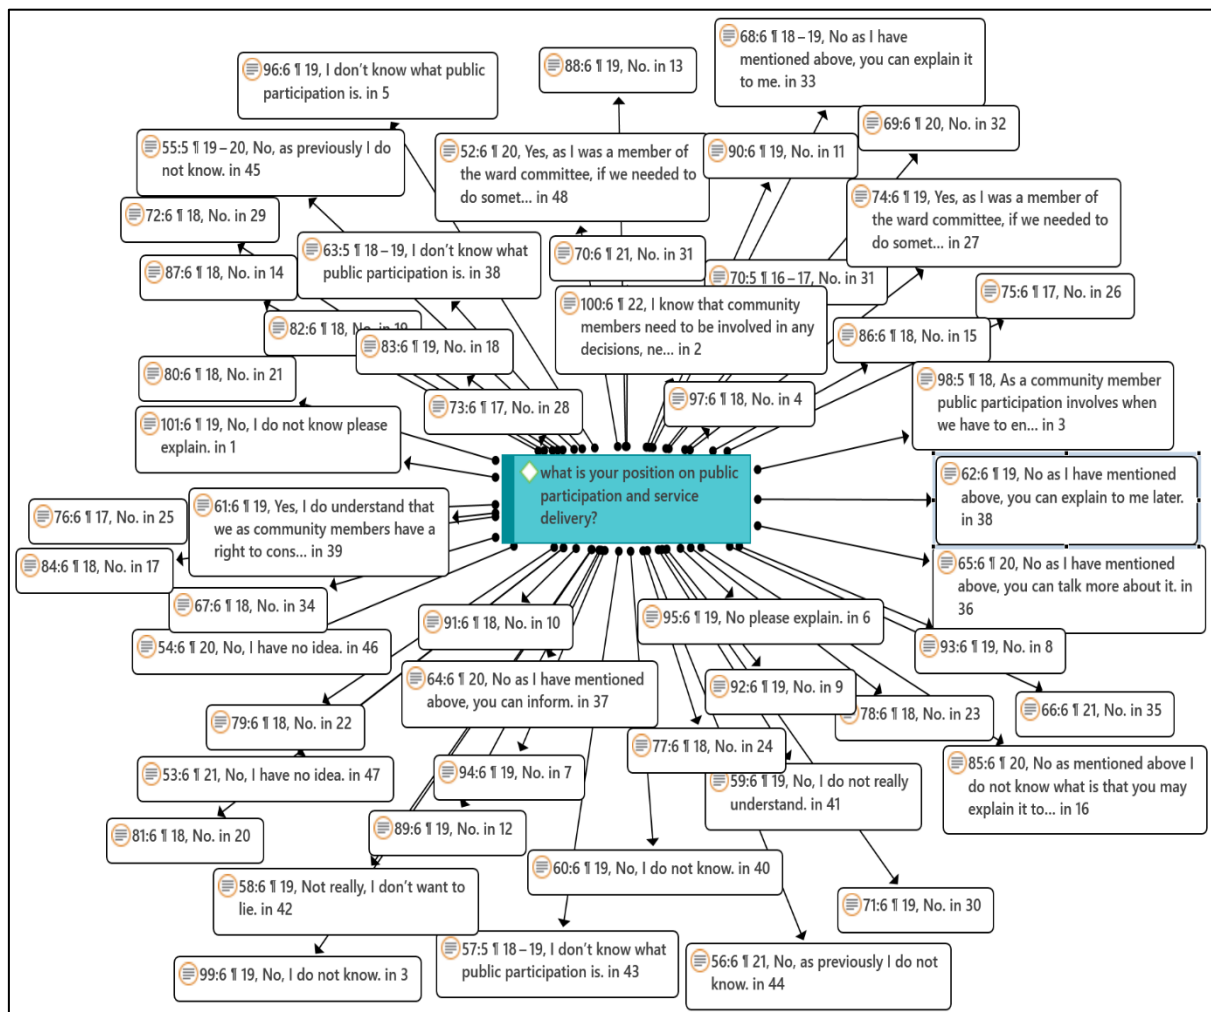 68:6 ¶ 18 – 19, No as I have
mentioned above, you can explain it
to me. in 33
96:6 ¶ 19, I don't know what public
participation is. in 5
88:6 ¶ 19, No. in 13
69:6 ¶ 20, No. in 32
55:5 ¶ 19 – 20, No, as previously I do
not know. in 45
52:6 ¶ 20, Yes, as I was a member of
the ward committee, if we needed to
do somet... in 48
90:6 ¶ 19, No. in 11
74:6 ¶ 19, Yes, as I was a member of
the ward committee, if we needed to
do somet... in 27
72:6 ¶ 18, No. in 29
63:5 ¶ 18 – 19, I don't know what
public participation is. in 38
70:6 ¶ 21, No. in 31
87:6 ¶ 18, No. in 14
70:5 ¶ 16 – 17, No. in 31
75:6 ¶ 17, No. in 26
100:6 ¶ 22, I know that community
members need to be involved in any
decisions, ne... in 2
82:6 ¶ 18, No. in 19
83:6 ¶ 19, No. in 18
86:6 ¶ 18, No. in 15
80:6 ¶ 18, No. in 21
98:5 ¶ 18, As a community member
public participation involves when
we have to en... in 3
73:6 ¶ 17, No. in 28
97:6 ¶ 18, No. in 4
101:6 ¶ 19, No, I do not know please
explain. in 1
what is your position on public
participation and service
delivery?
62:6 ¶ 19, No as I have mentioned
above, you can explain to me later.
in 38
76:6 ¶ 17, No. in 25
61:6 ¶ 19, Yes, I do understand that
we as community members have a
right to cons... in 39
84:6 ¶ 18, No. in 17
65:6 ¶ 20, No as I have mentioned
above, you can talk more about it. in
36
67:6 ¶ 18, No. in 34
91:6 ¶ 18, No. in 10
95:6 ¶ 19, No please explain. in 6
54:6 ¶ 20, No, I have no idea. in 46
93:6 ¶ 19, No. in 8
64:6 ¶ 20, No as I have mentioned
above, you can inform. in 37
92:6 ¶ 19, No. in 9
79:6 ¶ 18, No. in 22
78:6 ¶ 18, No. in 23
66:6 ¶ 21, No. in 35
77:6 ¶ 18, No. in 24
53:6 ¶ 21, No, I have no idea. in 47
94:6 ¶ 19, No. in 7
59:6 ¶ 19, No, I do not really
understand. in 41
85:6 ¶ 20, No as mentioned above I
do not know what is that you may
explain it to... in 16
81:6 ¶ 18, No. in 20
89:6 ¶ 19, No. in 12
60:6 ¶ 19, No, I do not know. in 40
58:6 ¶ 19, Not really, I don't want to
lie. in 42
71:6 ¶ 19, No. in 30
57:5 ¶ 18 – 19, I don't know what
public participation is. in 43
56:6 ¶ 21, No, as previously I do not
know. in 44
99:6 ¶ 19, No, I do not know. in 3